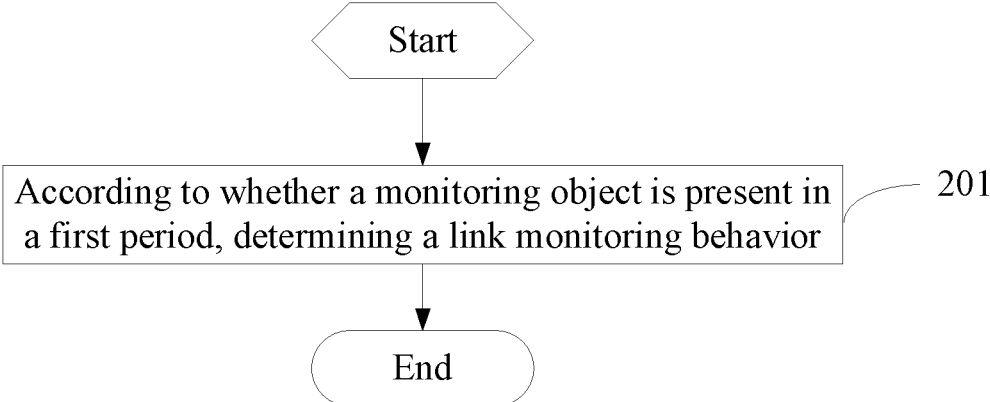 Start
According to whether a monitoring object is present in
a first period, determining a link monitoring behavior
201
End